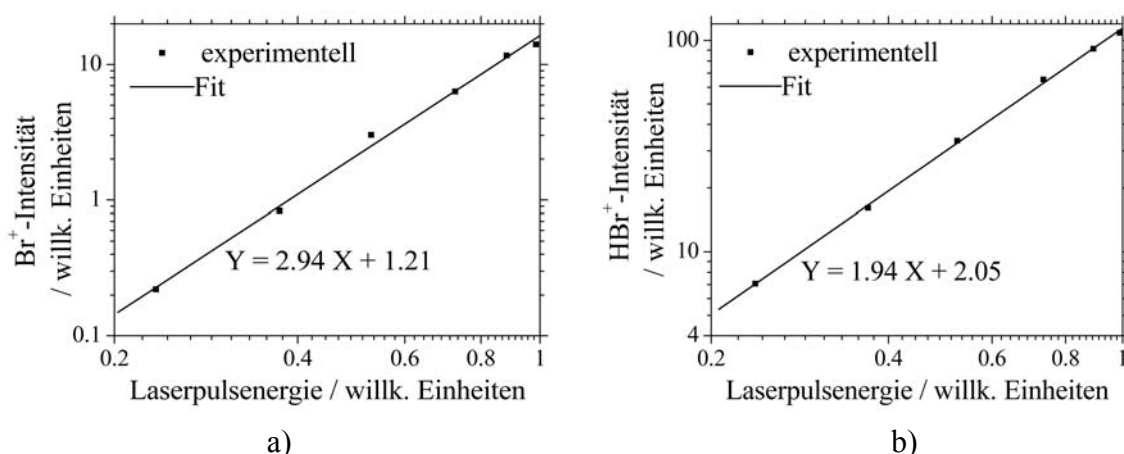 10
1
0.1
Br⁺-Intensität
/ willk. Einheiten
experimentell
Fit
Y = 2.94 X + 1.21
0.2 0.4 0.6 0.8 1
Laserpulsenergie / willk. Einheiten
a)
100
10
4
HBr⁺-Intensität
/ willk. Einheiten
experimentell
Fit
Y = 1.94 X + 2.05
0.2 0.4 0.6 0.8 1
Laserpulsenergie / willk. Einheiten
b)